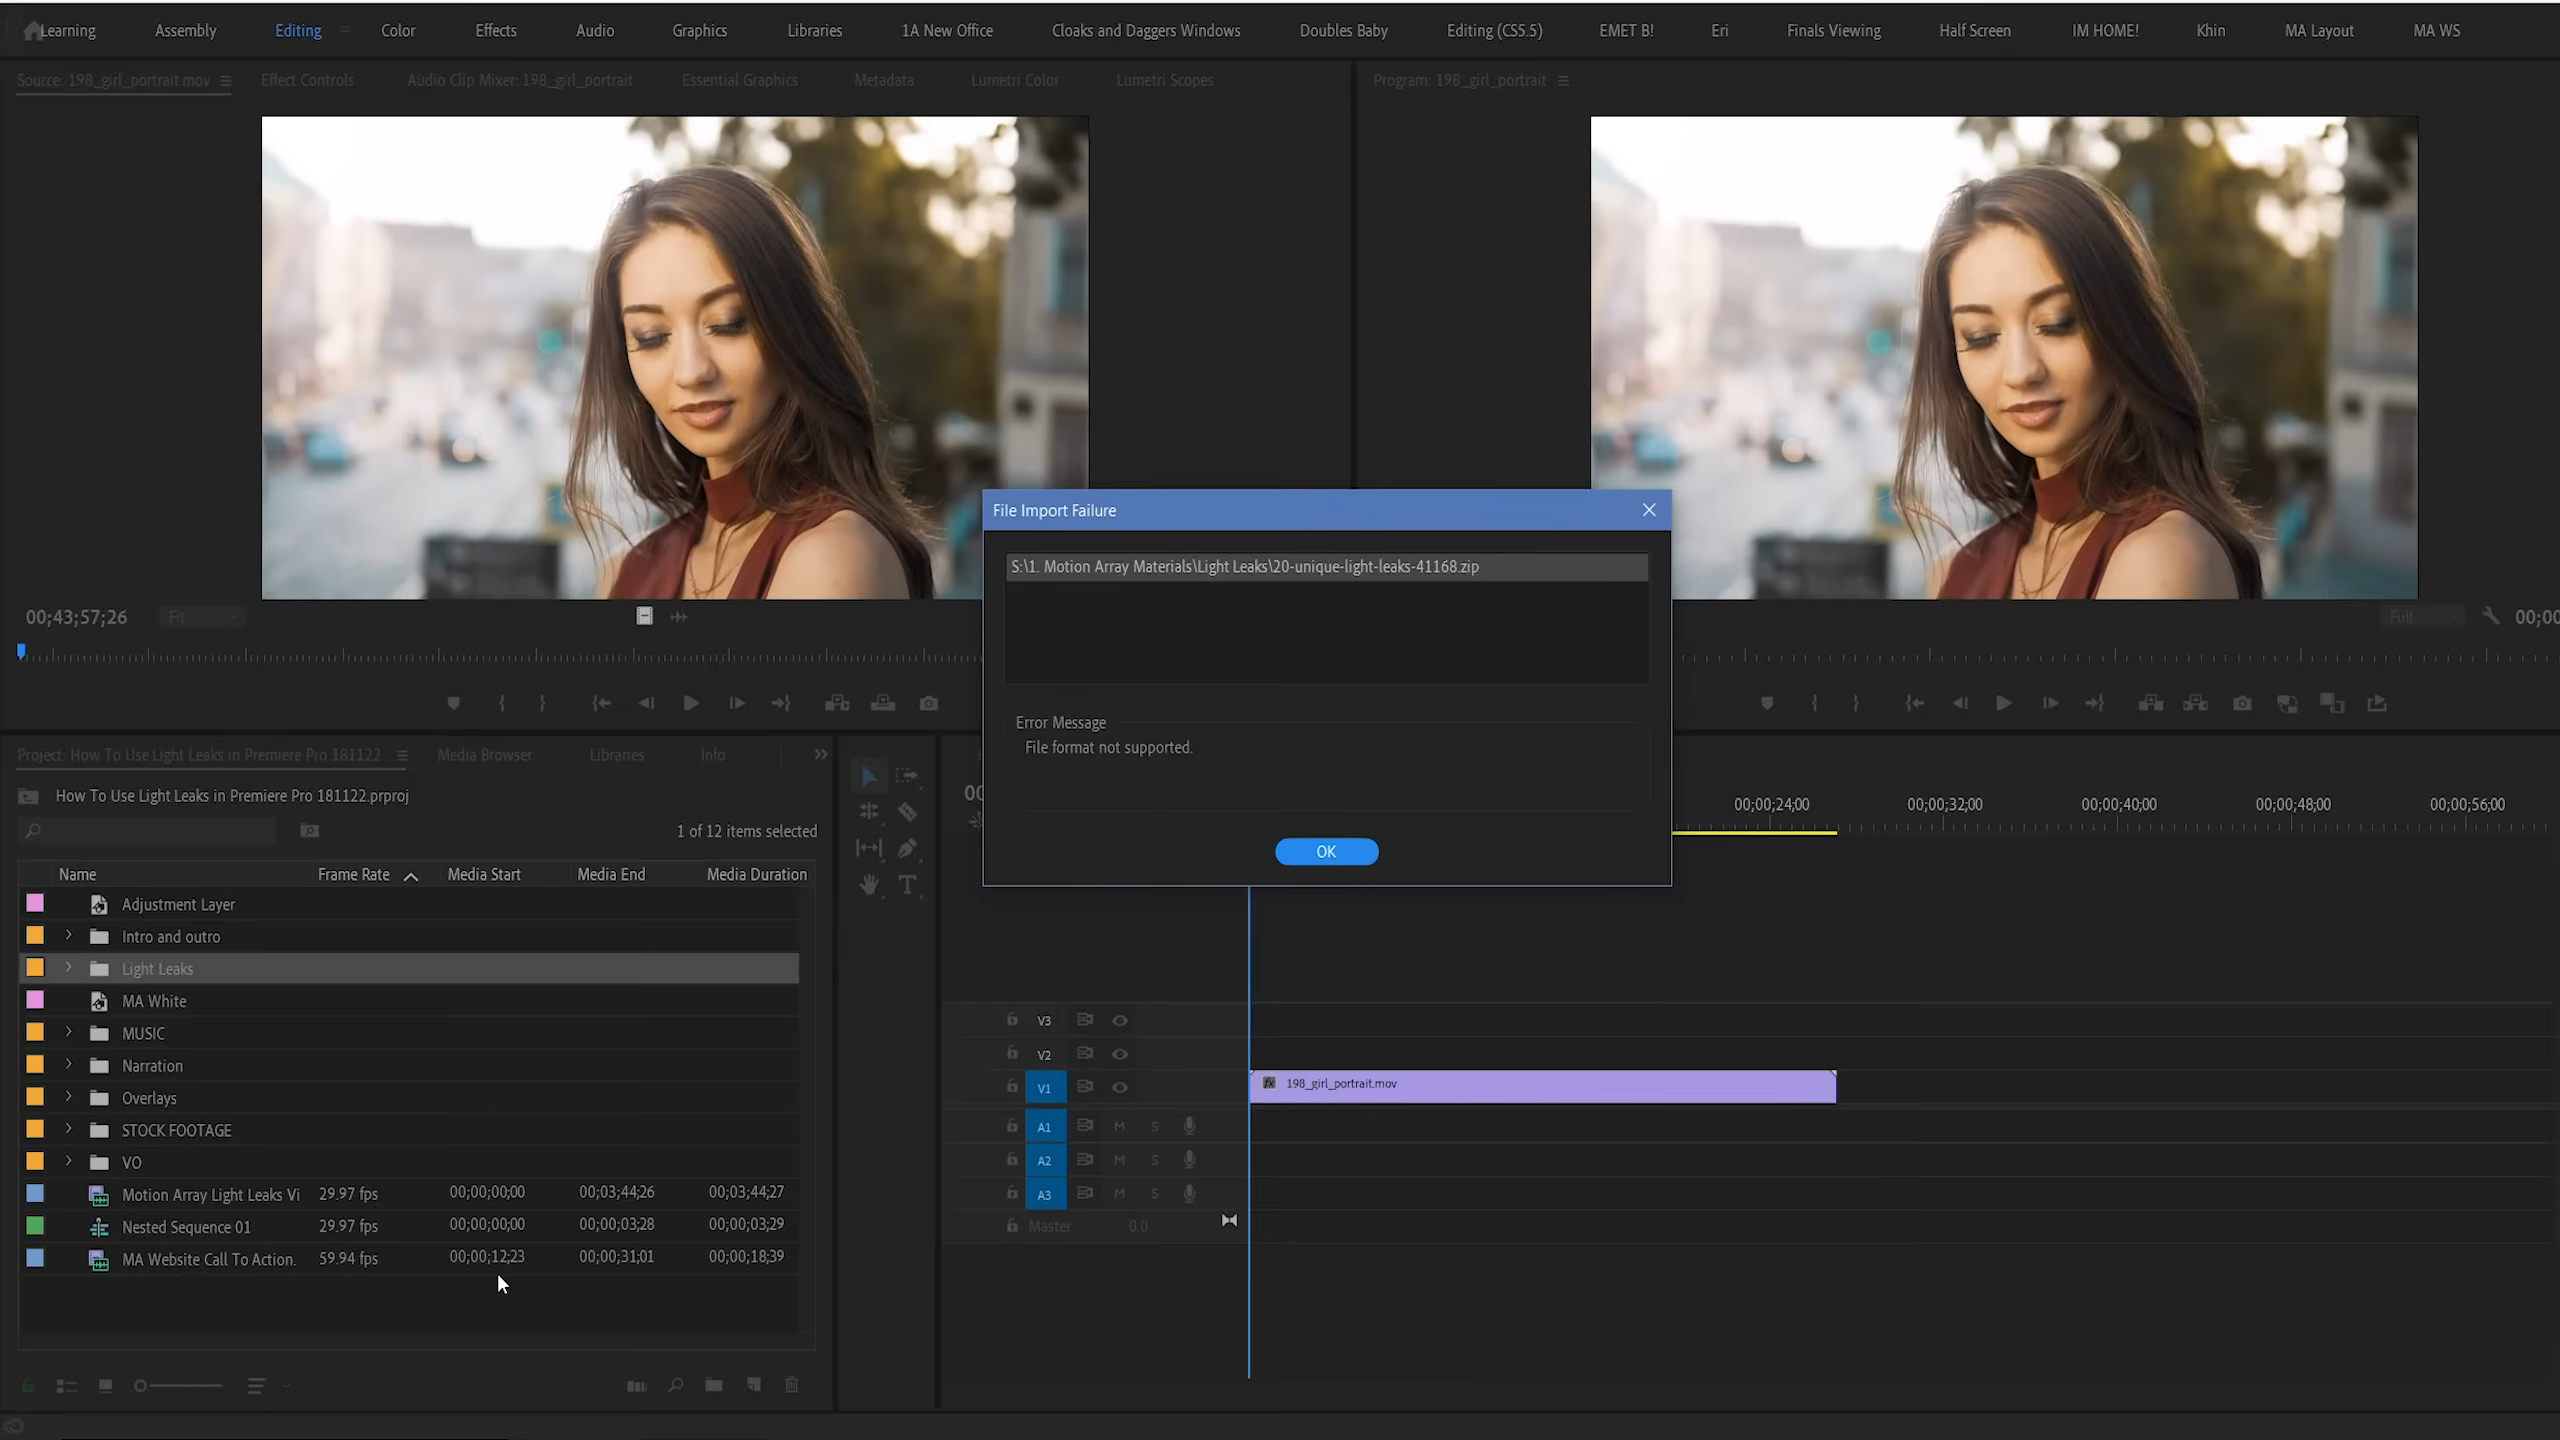 Learning Assembly Editing Color Effects Audio Graphics Libraries 1A New Office Cloaks and Daggers Windows Doubles Baby Editing (CS5.5) EMET B! Eri Finals Viewing Half Screen IM HOME! Khin MA Layout MA WS
Source: 198_girl_portrait.mov Effect Controls Audio Clip Mixer: 198_girl_portrait Essential Graphics Metadata Lumetri Color Lumetri Scopes
Program: 198_girl_portrait
00;43;57;26 Fit
Full 00;00
File Import Failure
S:\1. Motion Array Materials\Light Leaks\20-unique-light-leaks-41168.zip
Error Message
File format not supported.
OK
Project: How To Use Light Leaks in Premiere Pro 181122 Media Browser Libraries Info
How To Use Light Leaks in Premiere Pro 181122.prproj
1 of 12 items selected
Name Frame Rate Media Start Media End Media Duration
Adjustment Layer
Intro and outro
Light Leaks
MA White
MUSIC
Narration
Overlays
STOCK FOOTAGE
VO
Motion Array Light Leaks Vi 29.97 fps 00;00;00;00 00;03;44;26 00;03;44;27
Nested Sequence 01 29.97 fps 00;00;00;00 00;00;03;28 00;00;03;29
MA Website Call To Action. 59.94 fps 00;00;12;23 00;00;31;01 00;00;18;39
00
00;00;24;00 00;00;32;00 00;00;40;00 00;00;48;00 00;00;56;00
V3
V2
V1 fx 198_girl_portrait.mov
A1 M S
A2 M S
A3 M S
Master 0.0